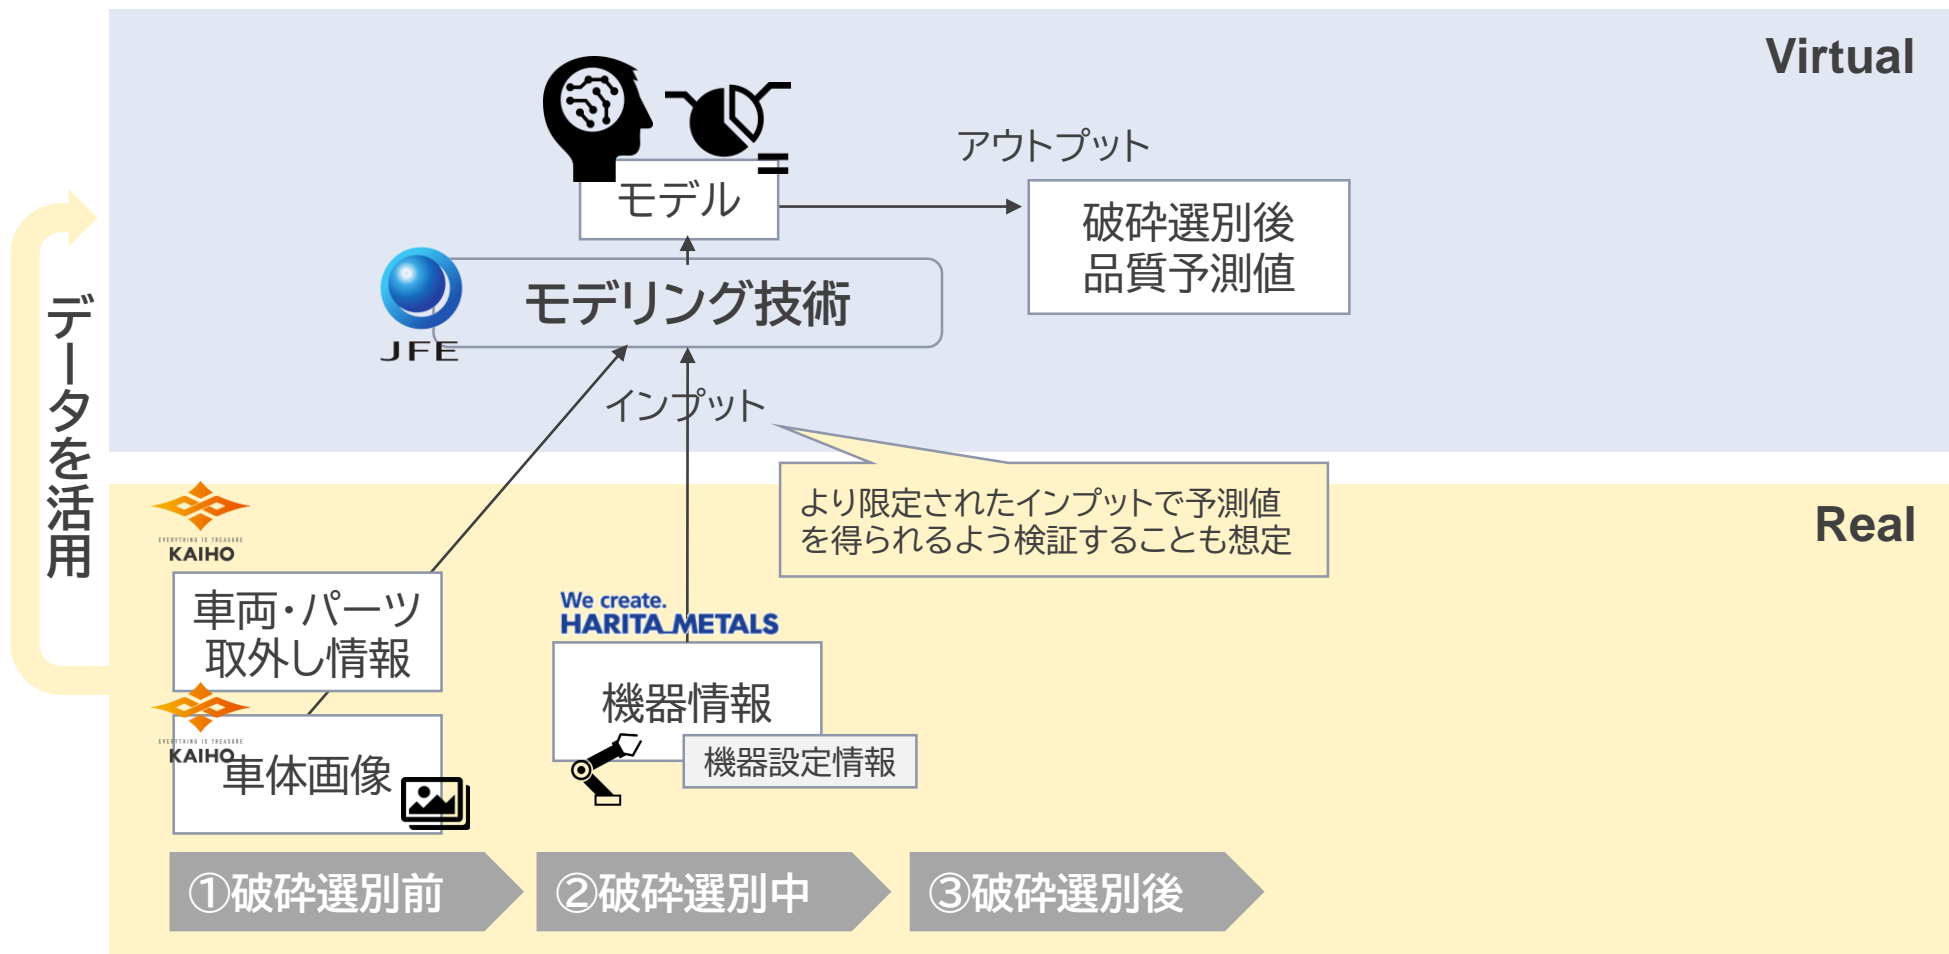 Virtual
アウトプット
モデル
破砕選別後
品質予測値
モデリング技術
JFE
インプット
データを活用
より限定されたインプットで予測値
を得られるよう検証することも想定
Real
EVERYTHING IS TREASURE
KAIHO
車両・パーツ
取外し情報
We create.
HARITA METALS
機器情報
機器設定情報
EVERYTHING IS TREASURE
KAIHO
車体画像
①破砕選別前
②破砕選別中
③破砕選別後